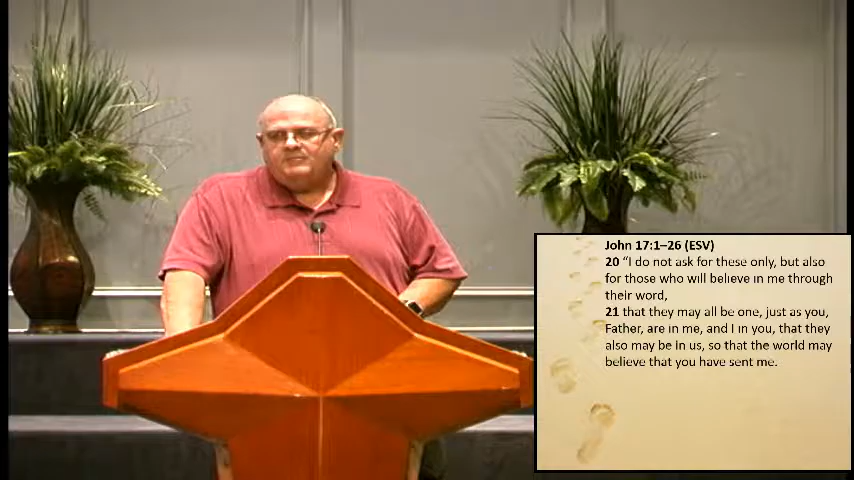 John 17:1–26 (ESV)
20 “I do not ask for these only, but also
for those who will believe in me through
their word,
21 that they may all be one, just as you,
Father, are in me, and I in you, that they
also may be in us, so that the world may
believe that you have sent me.